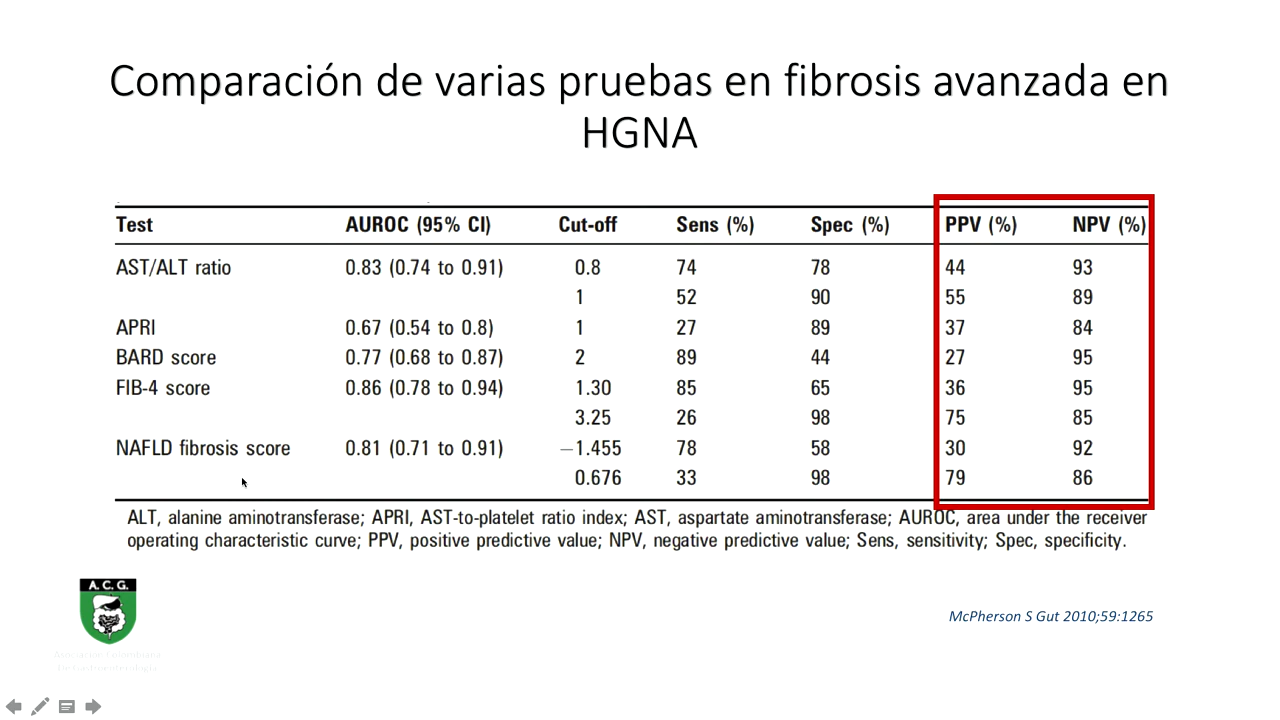 Comparación de varias pruebas en fibrosis avanzada en
HGNA
Test AUROC (95% CI) Cut-off Sens (%) Spec (%) PPV (%) NPV (%)
AST/ALT ratio 0.83 (0.74 to 0.91) 0.8 74 78 44 93
1 52 90 55 89
APRI 0.67 (0.54 to 0.8) 1 27 89 37 84
BARD score 0.77 (0.68 to 0.87) 2 89 44 27 95
FIB-4 score 0.86 (0.78 to 0.94) 1.30 85 65 36 95
3.25 26 98 75 85
NAFLD fibrosis score 0.81 (0.71 to 0.91) −1.455 78 58 30 92
0.676 33 98 79 86
ALT, alanine aminotransferase; APRI, AST-to-platelet ratio index; AST, aspartate aminotransferase; AUROC, area under the receiver
operating characteristic curve; PPV, positive predictive value; NPV, negative predictive value; Sens, sensitivity; Spec, specificity.
A.C.G.
McPherson S Gut 2010;59:1265